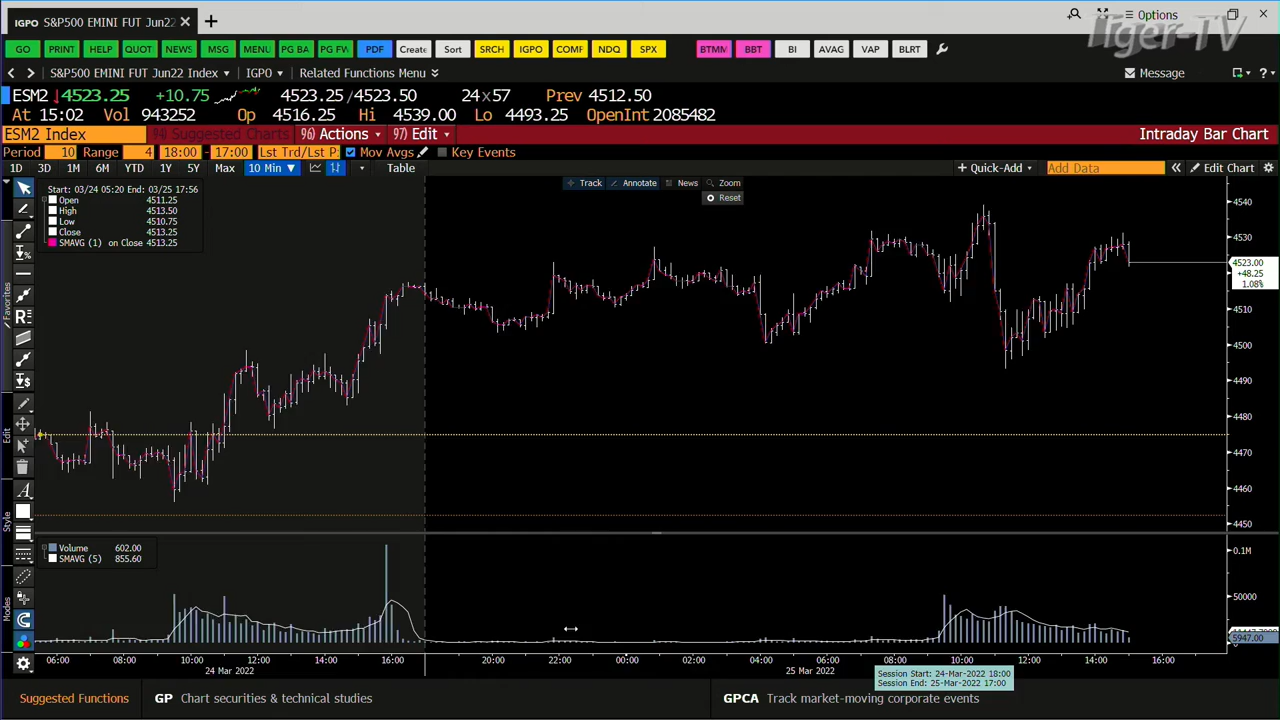 IGPO S&P500 EMINI FUT Jun22
Options
Tiger-TV
GO PRINT HELP QUOT NEWS MSG MENU PG BA PG FW PDF Create Sort SRCH IGPO COMF NDQ SPX BTMM BBT BI AVAG VAP BLRT
S&P500 EMINI FUT Jun22 Index IGPO Related Functions Menu Message
ESM2 4523.25 +10.75 4523.25/4523.50 24x57 Prev 4512.50
At 15:02 Vol 943252 Op 4516.25 Hi 4539.00 Lo 4493.25 OpenInt 2085482
ESM2 Index 94) Suggested Charts 96) Actions 97) Edit Intraday Bar Chart
Period 10 Range 4 18:00 - 17:00 Lst Trd/Lst P Mov Avgs Key Events
1D 3D 1M 6M YTD 1Y 5Y Max 10 Min Table + Quick-Add Add Data Edit Chart
Track Annotate News Zoom
Reset
Start: 03/24 05:20 End: 03/25 17:56
Open 4511.25
High 4513.50
Low 4510.75
Close 4513.25
SMAVG (1) on Close 4513.25
Favorites
Edit
Style
Modes
4540
4530
4523.00
+48.25
1.08%
4510
4500
4490
4480
4470
4460
4450
Volume 602.00
SMAVG (5) 855.60
0.1M
50000
5947.00
0
06:00 08:00 10:00 12:00 14:00 16:00 20:00 22:00 00:00 02:00 04:00 06:00 08:00 10:00 12:00 14:00 16:00
24 Mar 2022 25 Mar 2022
Session Start: 24-Mar-2022 18:00
Session End: 25-Mar-2022 17:00
Suggested Functions GP Chart securities & technical studies GPCA Track market-moving corporate events